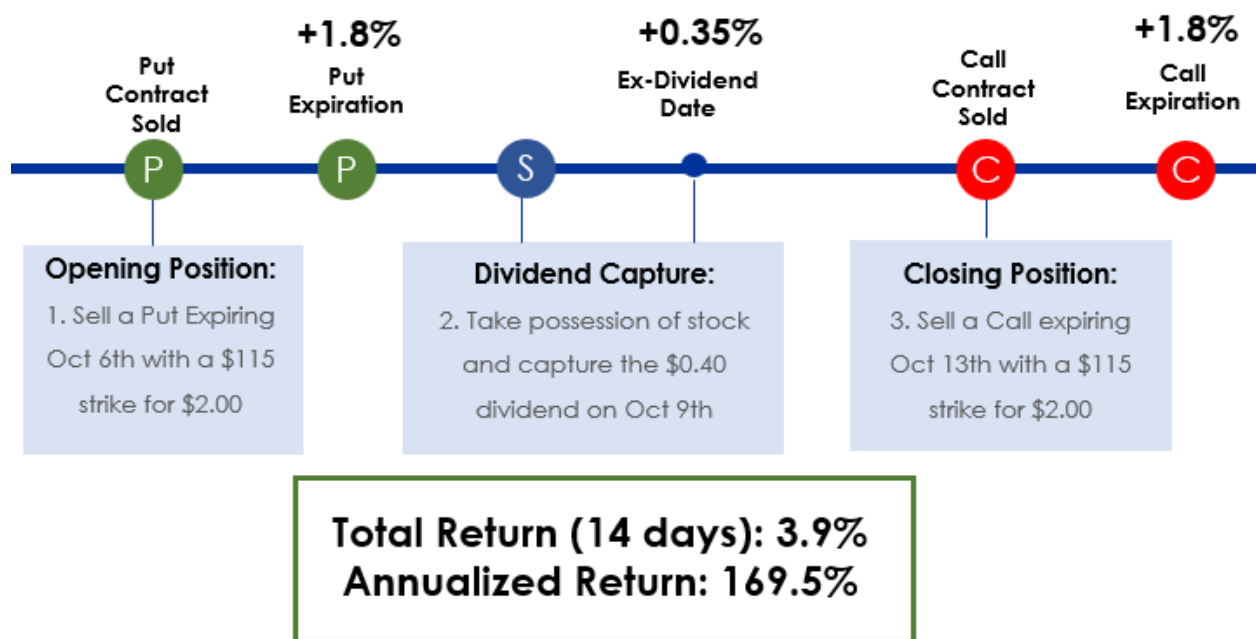 +1.8%
+0.35%
+1.8%
Put
Contract
Sold
Put
Expiration
Ex-Dividend
Date
Call
Contract
Sold
Call
Expiration
P
P
S
C
C
Opening Position:
1. Sell a Put Expiring
Oct 6th with a $115
strike for $2.00
Dividend Capture:
2. Take possession of stock
and capture the $0.40
dividend on Oct 9th
Closing Position:
3. Sell a Call expiring
Oct 13th with a $115
strike for $2.00
Total Return (14 days): 3.9%
Annualized Return: 169.5%